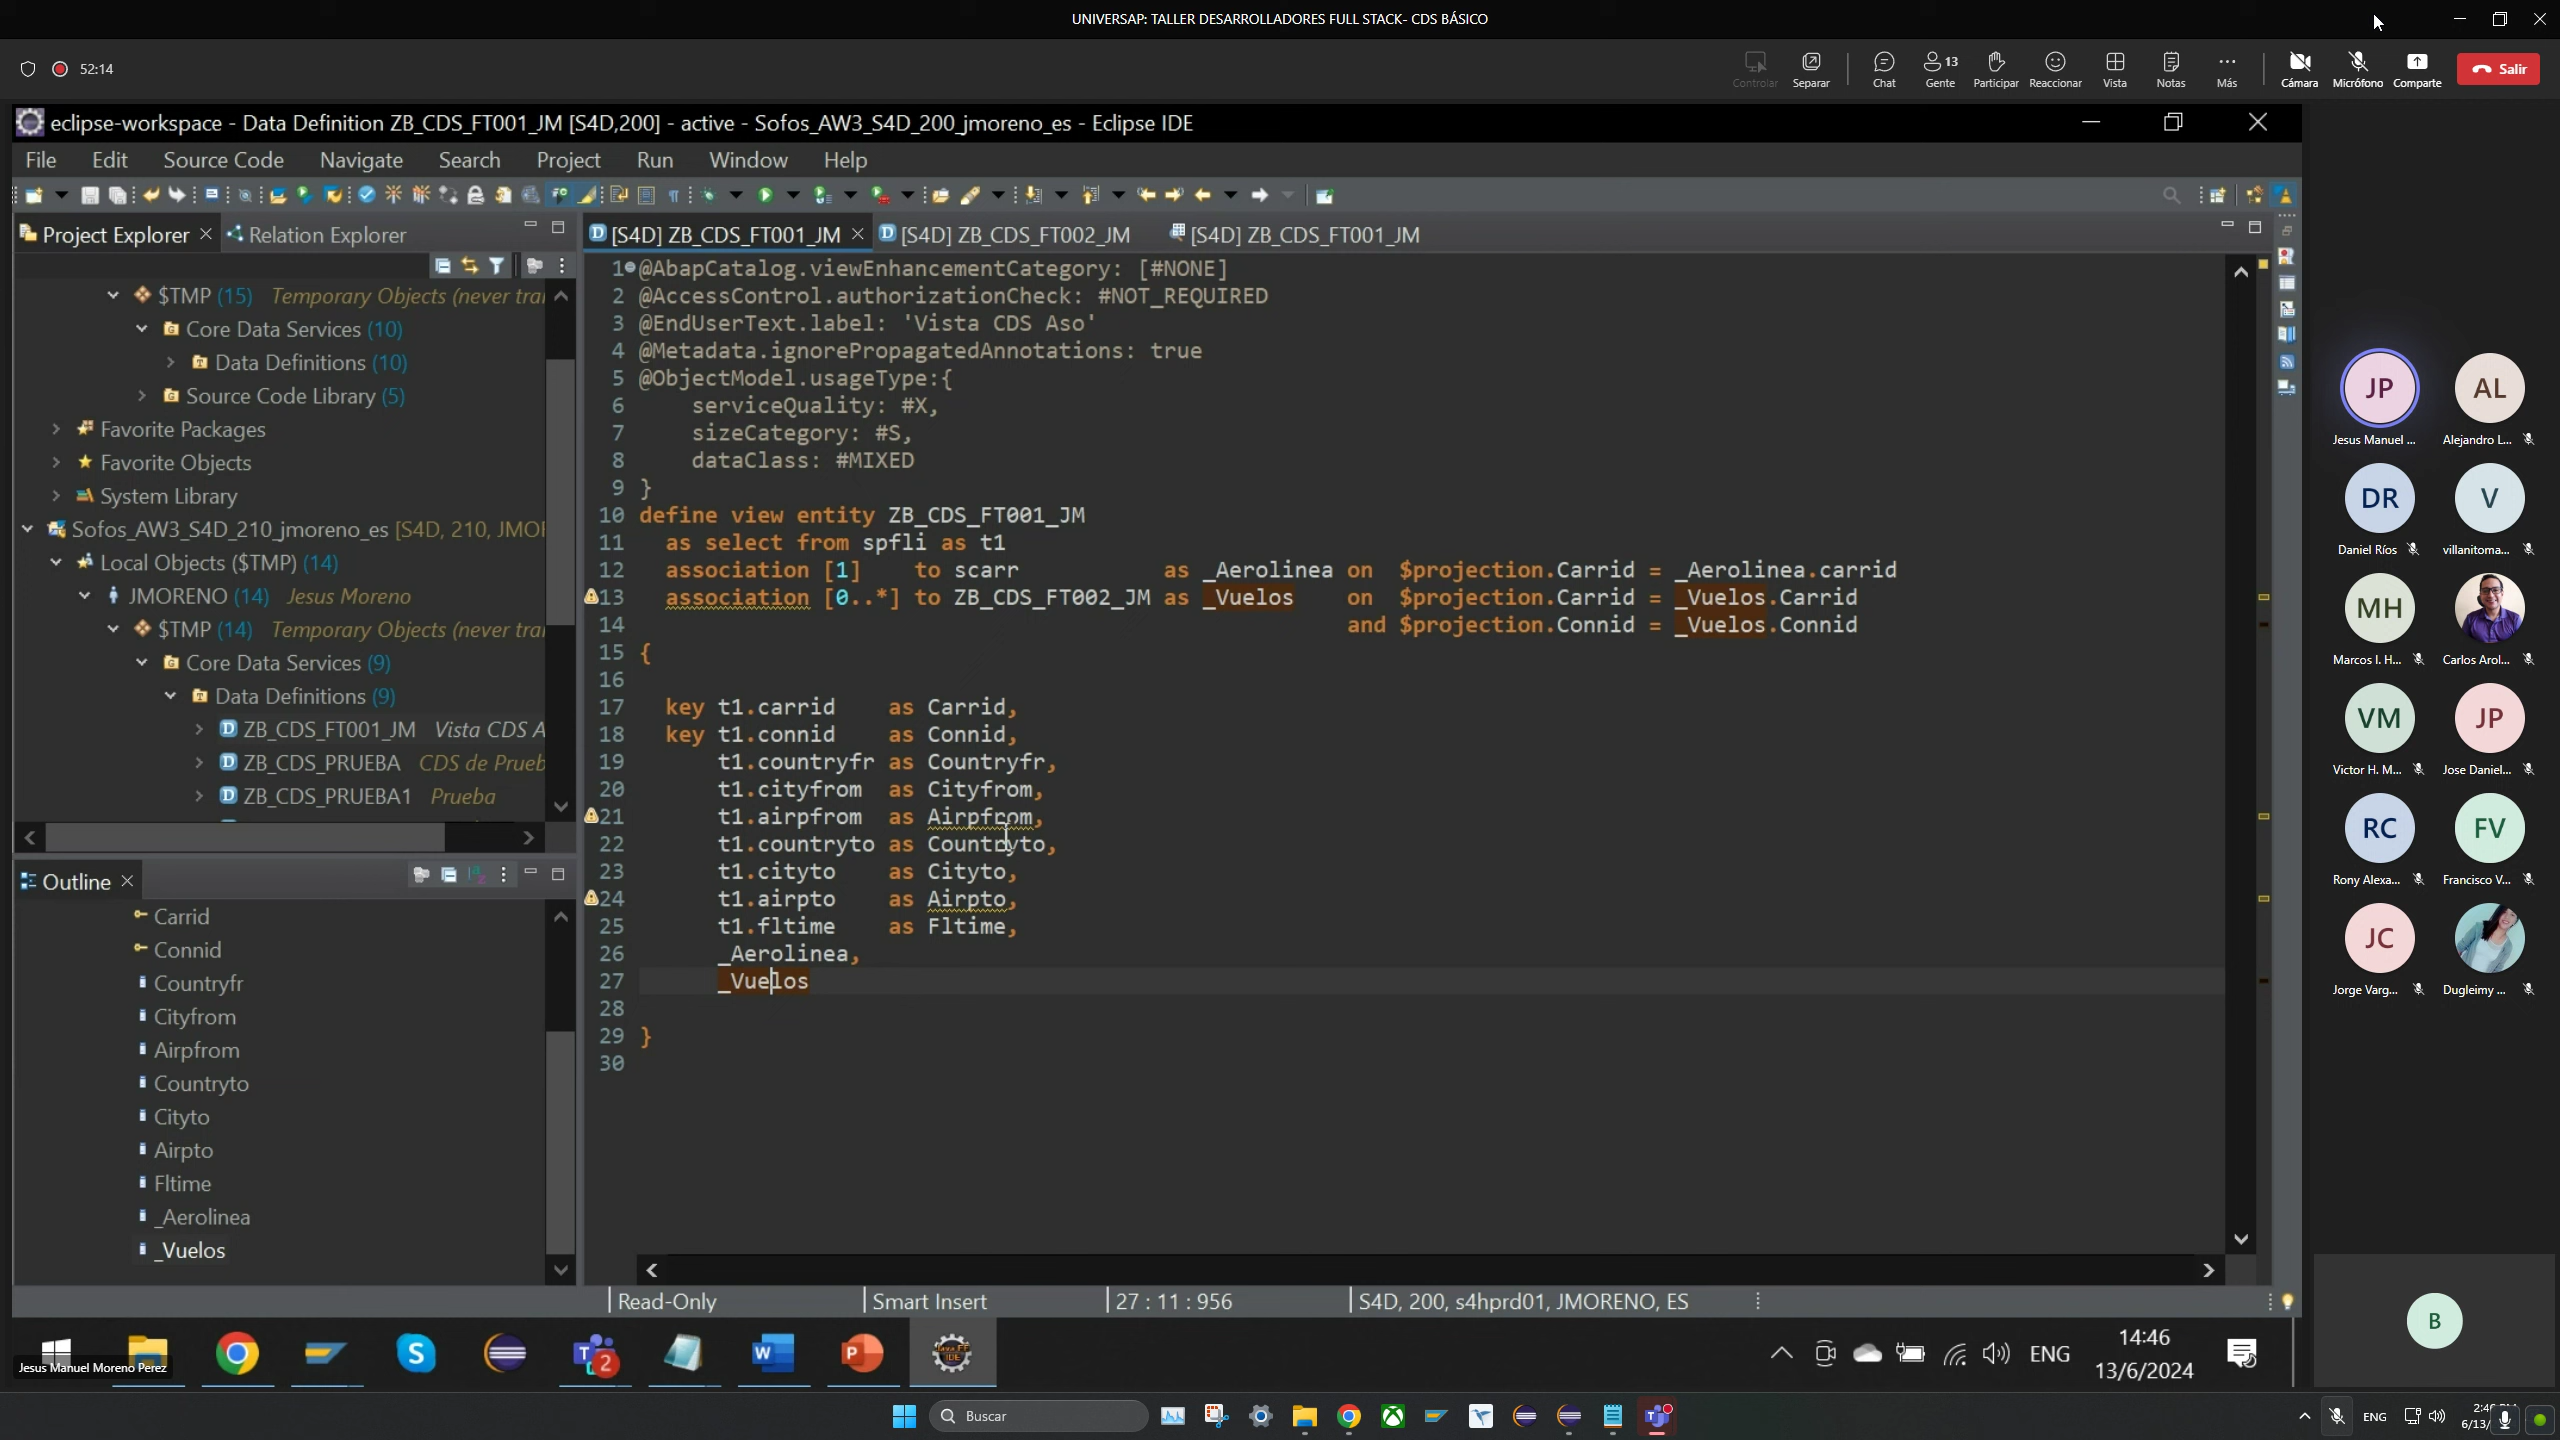 UNIVERSAP: TALLER DESARROLLADORES FULL STACK- CDS BÁSICO
52:14
Controlar
Separar
Chat
Gente
13
Participar
Reaccionar
Vista
Notas
Más
Cámara
Micrófono
Comparte
Salir
eclipse-workspace - Data Definition ZB_CDS_FT001_JM [S4D,200] - active - Sofos_AW3_S4D_200_jmoreno_es - Eclipse IDE
File Edit Source Code Navigate Search Project Run Window Help
Project Explorer
Relation Explorer
$TMP (15) Temporary Objects (never tra
Core Data Services (10)
Data Definitions (10)
Source Code Library (5)
Favorite Packages
Favorite Objects
System Library
Sofos_AW3_S4D_210_jmoreno_es [S4D, 210, JMO
Local Objects ($TMP) (14)
JMORENO (14) Jesus Moreno
$TMP (14) Temporary Objects (never tra
Core Data Services (9)
Data Definitions (9)
ZB_CDS_FT001_JM Vista CDS A
ZB_CDS_PRUEBA CDS de Prueb
ZB_CDS_PRUEBA1 Prueba
Outline
Carrid
Connid
Countryfr
Cityfrom
Airpfrom
Countryto
Cityto
Airpto
Fltime
_Aerolinea
_Vuelos
[S4D] ZB_CDS_FT001_JM
[S4D] ZB_CDS_FT002_JM
[S4D] ZB_CDS_FT001_JM
1 @AbapCatalog.viewEnhancementCategory: [#NONE]
2 @AccessControl.authorizationCheck: #NOT_REQUIRED
3 @EndUserText.label: 'Vista CDS Aso'
4 @Metadata.ignorePropagatedAnnotations: true
5 @ObjectModel.usageType:{
6 serviceQuality: #X,
7 sizeCategory: #S,
8 dataClass: #MIXED
9 }
10 define view entity ZB_CDS_FT001_JM
11 as select from spfli as t1
12 association [1] to scarr as _Aerolinea on $projection.Carrid = _Aerolinea.carrid
13 association [0..*] to ZB_CDS_FT002_JM as _Vuelos on $projection.Carrid = _Vuelos.Carrid
14 and $projection.Connid = _Vuelos.Connid
15 {
16
17 key t1.carrid as Carrid,
18 key t1.connid as Connid,
19 t1.countryfr as Countryfr,
20 t1.cityfrom as Cityfrom,
21 t1.airpfrom as Airpfrom,
22 t1.countryto as Countryto,
23 t1.cityto as Cityto,
24 t1.airpto as Airpto,
25 t1.fltime as Fltime,
26 _Aerolinea,
27 _Vuelos
28
29 }
30
Read-Only
Smart Insert
27 : 11 : 956
S4D, 200, s4hprd01, JMORENO, ES
JP
Jesus Manuel ...
AL
Alejandro L...
DR
Daniel Ríos
V
villanitoma...
MH
Marcos I. H...
Carlos Arol...
VM
Victor H. M...
JP
Jose Daniel...
RC
Rony Alexa...
FV
Francisco V...
JC
Jorge Varg...
Dugleimy ...
B
Jesus Manuel Moreno Perez
2
ENG
14:46
13/6/2024
Buscar
ENG